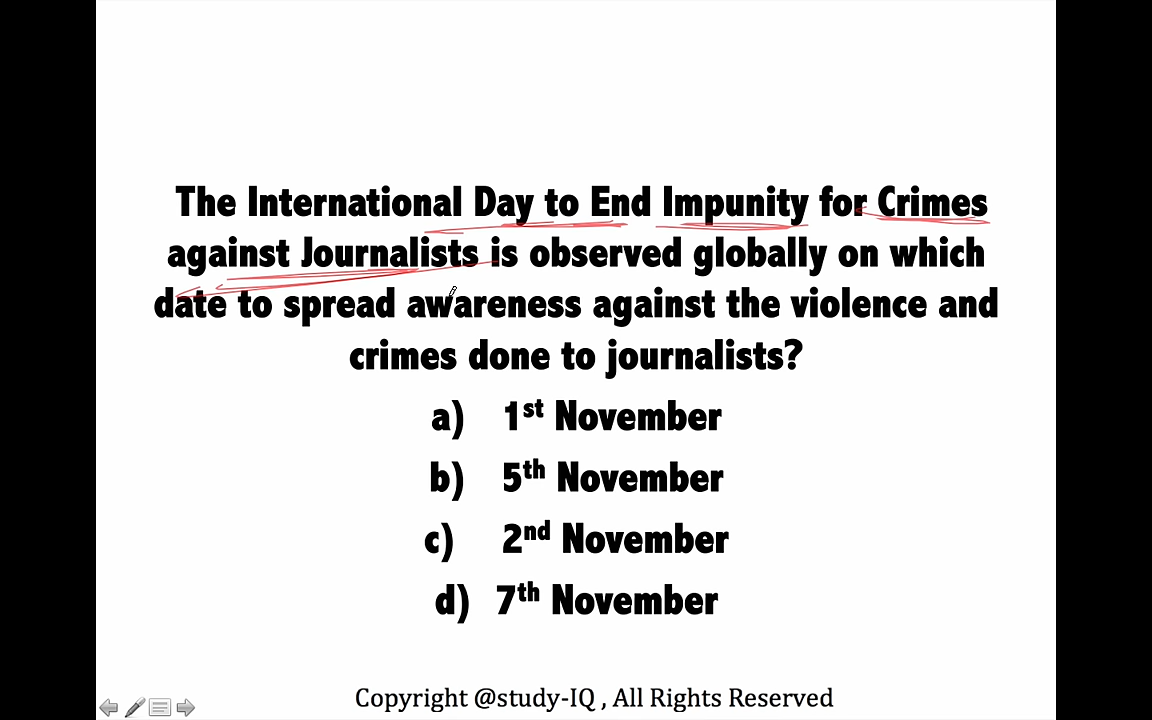 The International Day to End Impunity for Crimes
against Journalists is observed globally on which
date to spread awareness against the violence and
crimes done to journalists?
a) 1st November
b) 5th November
c) 2nd November
d) 7th November
Copyright @study-IQ , All Rights Reserved